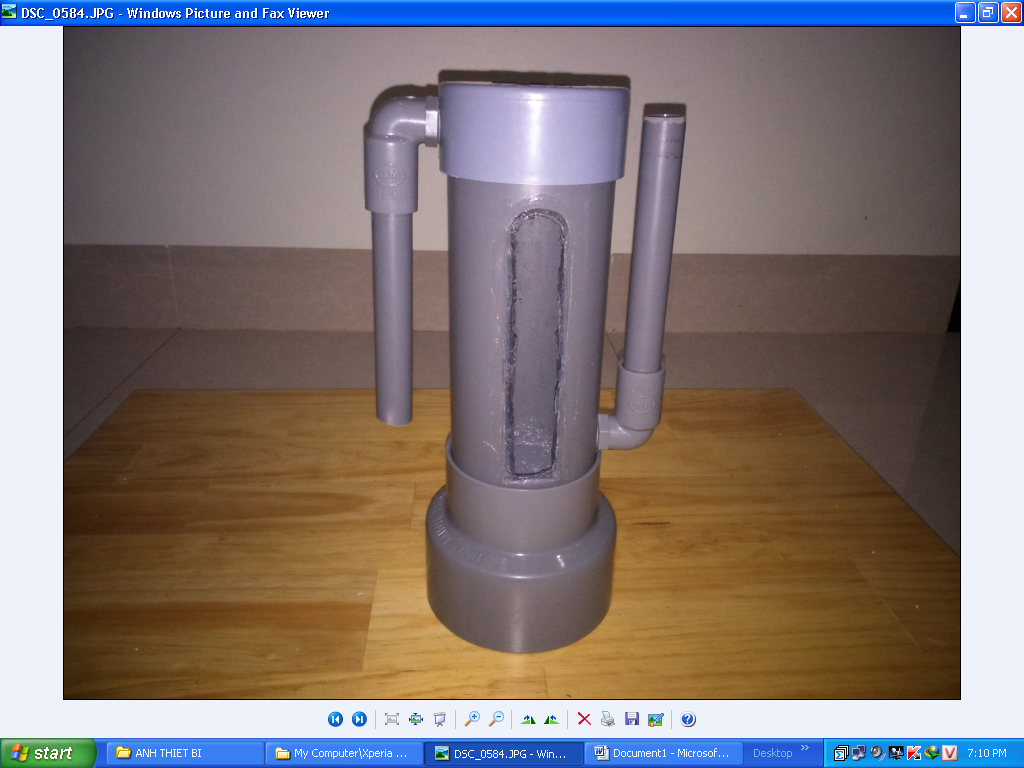 DSC_0584.JPG - Windows Picture and Fax Viewer
start
ANH THIET BI
My Computer\Xperia ...
DSC_0584.JPG - Win...
Document1 - Microsof...
Desktop
7:10 PM